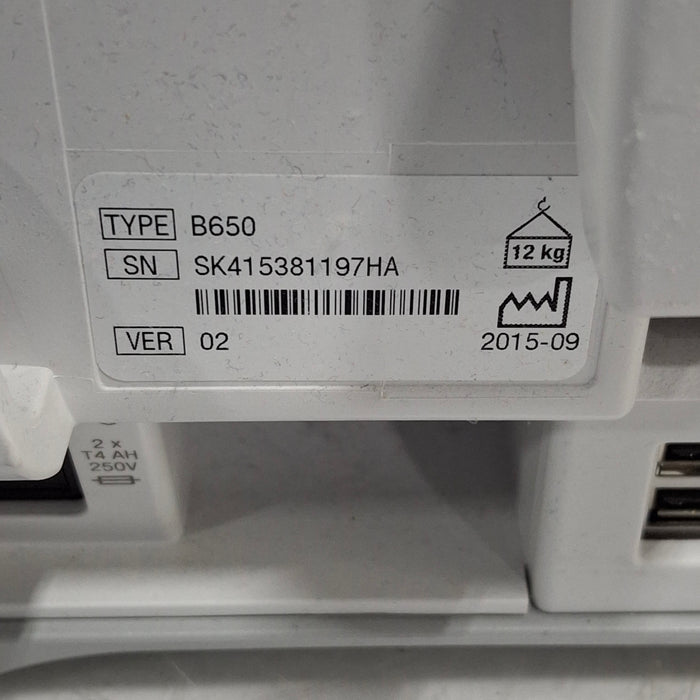 TYPE B650
SN SK415381197HA
12 kg
VER 02
2015-09
2 x
T4 AH
250V